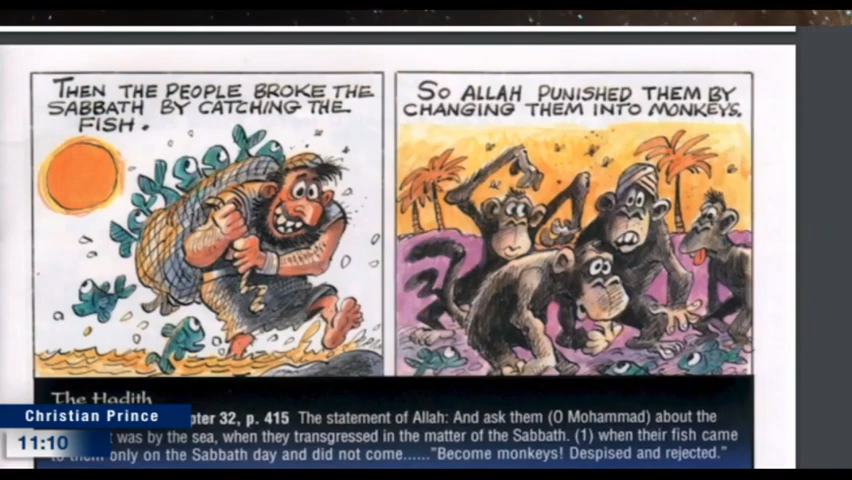 THEN THE PEOPLE BROKE THE
SABBATH BY CATCHING THE
FISH.
SO ALLAH PUNISHED THEM BY
CHANGING THEM INTO MONKEYS.
The Hadith
32, p. 415 The statement of Allah: And ask them (O Mohammad) about the
was by the sea, when they transgressed in the matter of the Sabbath. (1) when their fish came
only on the Sabbath day and did not come......"Become monkeys! Despised and rejected."
Christian Prince
11:10